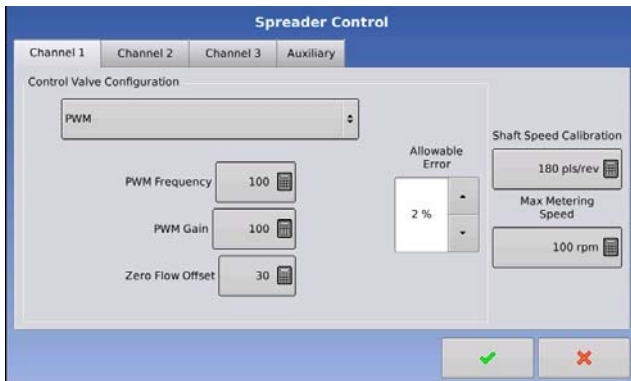 Spreader Control
Channel 1
Channel 2
Channel 3
Auxiliary
Control Valve Configuration
PWM
PWM Frequency
100
PWM Gain
100
Zero Flow Offset
30
Allowable
Error
2 %
Shaft Speed Calibration
180 pls/rev
Max Metering
Speed
100 rpm